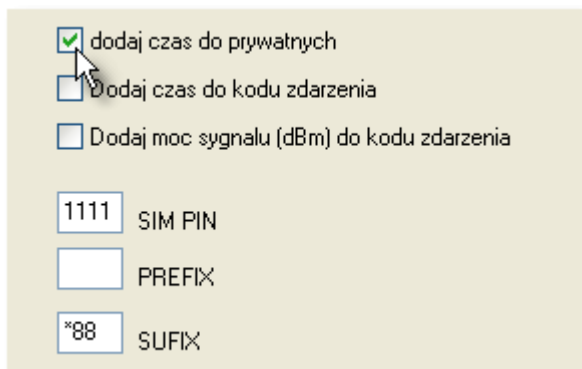 dodaj czas do prywatnych
Dodaj czas do kodu zdarzenia
Dodaj moc sygnalu (dBm) do kodu zdarzenia
1111 SIM PIN
PREFIX
*88 SUFIX